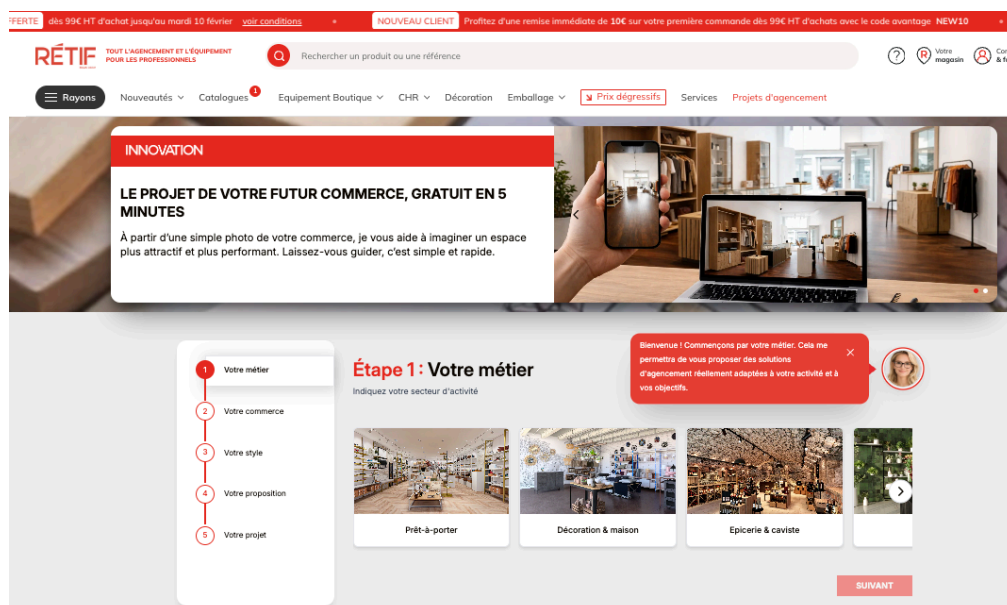 FFERTE dès 99€ HT d'achat jusqu'au mardi 10 février voir conditions • NOUVEAU CLIENT Profitez d'une remise immédiate de 10€ sur votre première commande dès 99€ HT d'achats avec le code avantage NEW10 •
RÉTIF
TOUT L'AGENCEMENT ET L'ÉQUIPEMENT
POUR LES PROFESSIONNELS
Rechercher un produit ou une référence
? R Votre
magasin
Con
& f
Rayons Nouveautés Catalogues 1 Equipement Boutique CHR Décoration Emballage Prix dégressifs Services Projets d'agencement
INNOVATION
LE PROJET DE VOTRE FUTUR COMMERCE, GRATUIT EN 5
MINUTES
À partir d'une simple photo de votre commerce, je vous aide à imaginer un espace
plus attractif et plus performant. Laissez-vous guider, c'est simple et rapide.
1 Votre métier
2 Votre commerce
3 Votre style
4 Votre proposition
5 Votre projet
Étape 1 : Votre métier
Indiquez votre secteur d'activité
Bienvenue ! Commençons par votre métier. Cela me
permettra de vous proposer des solutions
d'agencement réellement adaptées à votre activité et à
vos objectifs.
Prêt-à-porter
Décoration & maison
Epicerie & caviste
SUIVANT